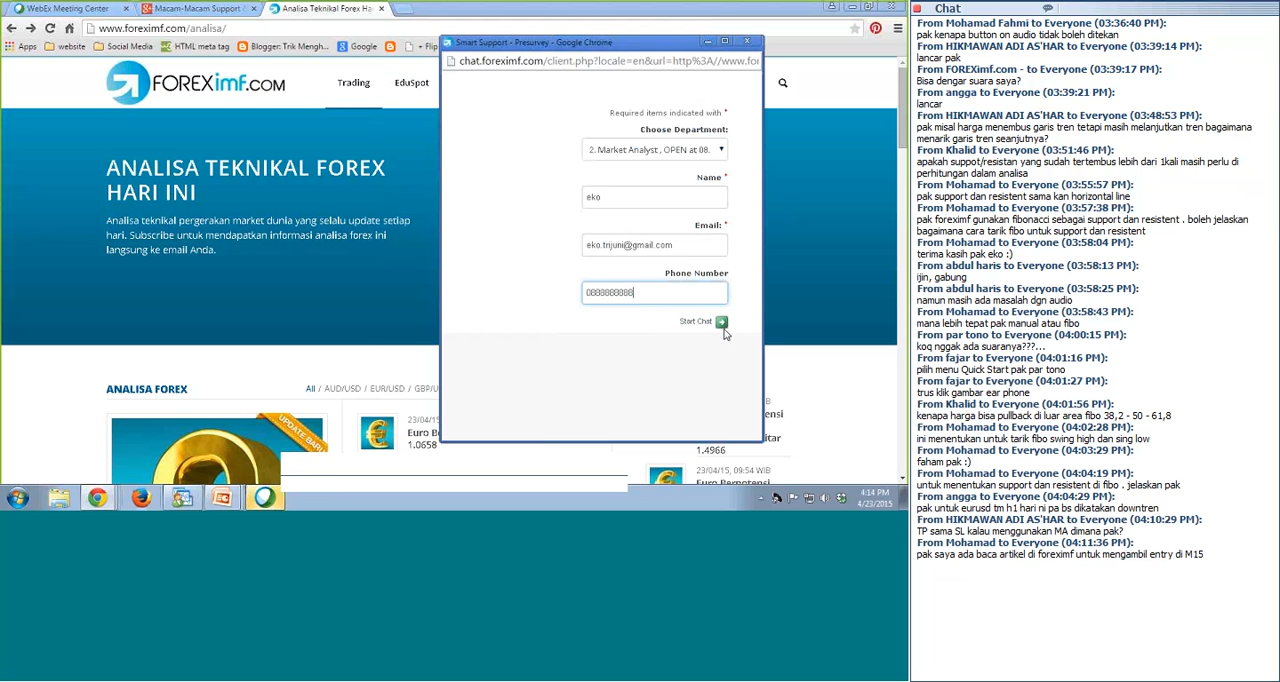 WebEx Meeting Center
Macam-Macam Support
Analisa Teknikal Forex H
www.foreximf.com/analisa/
Apps
website
Social Media
HTML meta tag
Blogger: Trik Mengh...
Google
+ Flip
FOREXimf.COM
Trading
EduSpot
ANALISA TEKNIKAL FOREX
HARI INI
Analisa teknikal pergerakan market dunia yang selalu update setiap
hari. Subscribe untuk mendapatkan informasi analisa forex ini
langsung ke email Anda.
ANALISA FOREX
All / AUD/USD / EUR/USD / GBP/U
UPDATE BARI
23/04/15
Euro Be
1.0658
ensi
itar
1.4966
23/04/15, 09:54 WIB
Euro Berpotensi
Smart Support - Presurvey - Google Chrome
chat.foreximf.com/client.php?locale=en&url=http%3A//www.fo
Required items indicated with *
Choose Department:
2. Market Analyst , OPEN at 08.
Name *
eko
Email: *
eko.trijuni@gmail.com
Phone Number
0888888888
Start Chat
4:14 PM
4/23/2015
Chat
From Mohamad Fahmi to Everyone (03:36:40 PM):
pak kenapa button on audio tidak boleh ditekan
From HIKMAWAN ADI AS'HAR to Everyone (03:39:14 PM):
lancar pak
From FOREXimf.com - to Everyone (03:39:17 PM):
Bisa dengar suara saya?
From angga to Everyone (03:39:21 PM):
lancar
From HIKMAWAN ADI AS'HAR to Everyone (03:48:53 PM):
pak misal harga menembus garis tren tetapi masih melanjutkan tren bagaimana
menarik garis tren seanjutnya?
From Khalid to Everyone (03:51:46 PM):
apakah suppot/resistan yang sudah tertembus lebih dari 1kali masih perlu di
perhitungan dalam analisa
From Mohamad to Everyone (03:55:57 PM):
pak support dan resistent sama kan horizontal line
From Mohamad to Everyone (03:57:38 PM):
pak foreximf gunakan fibonacci sebagai support dan resistent . boleh jelaskan
bagaimana cara tarik fibo untuk support dan resistent
From Mohamad to Everyone (03:58:04 PM):
terima kasih pak eko :)
From abdul haris to Everyone (03:58:13 PM):
ijin, gabung
From abdul haris to Everyone (03:58:25 PM):
namun masih ada masalah dgn audio
From Mohamad to Everyone (03:58:43 PM):
mana lebih tepat pak manual atau fibo
From par tono to Everyone (04:00:15 PM):
koq nggak ada suaranya???...
From fajar to Everyone (04:01:16 PM):
pilih menu Quick Start pak par tono
From fajar to Everyone (04:01:27 PM):
trus klik gambar ear phone
From Khalid to Everyone (04:01:56 PM):
kenapa harga bisa pullback di luar area fibo 38,2 - 50 - 61,8
From Mohamad to Everyone (04:02:28 PM):
ini menentukan untuk tarik fibo swing high dan sing low
From Mohamad to Everyone (04:03:29 PM):
faham pak :)
From Mohamad to Everyone (04:04:19 PM):
untuk menentukan support dan resistent di fibo . jelaskan pak
From angga to Everyone (04:04:29 PM):
pak untuk eurusd tm h1 hari ni pa bs dikatakan downtren
From HIKMAWAN ADI AS'HAR to Everyone (04:10:29 PM):
TP sama SL kalau menggunakan MA dimana pak?
From Mohamad to Everyone (04:11:36 PM):
pak saya ada baca artikel di foreximf untuk mengambil entry di M15